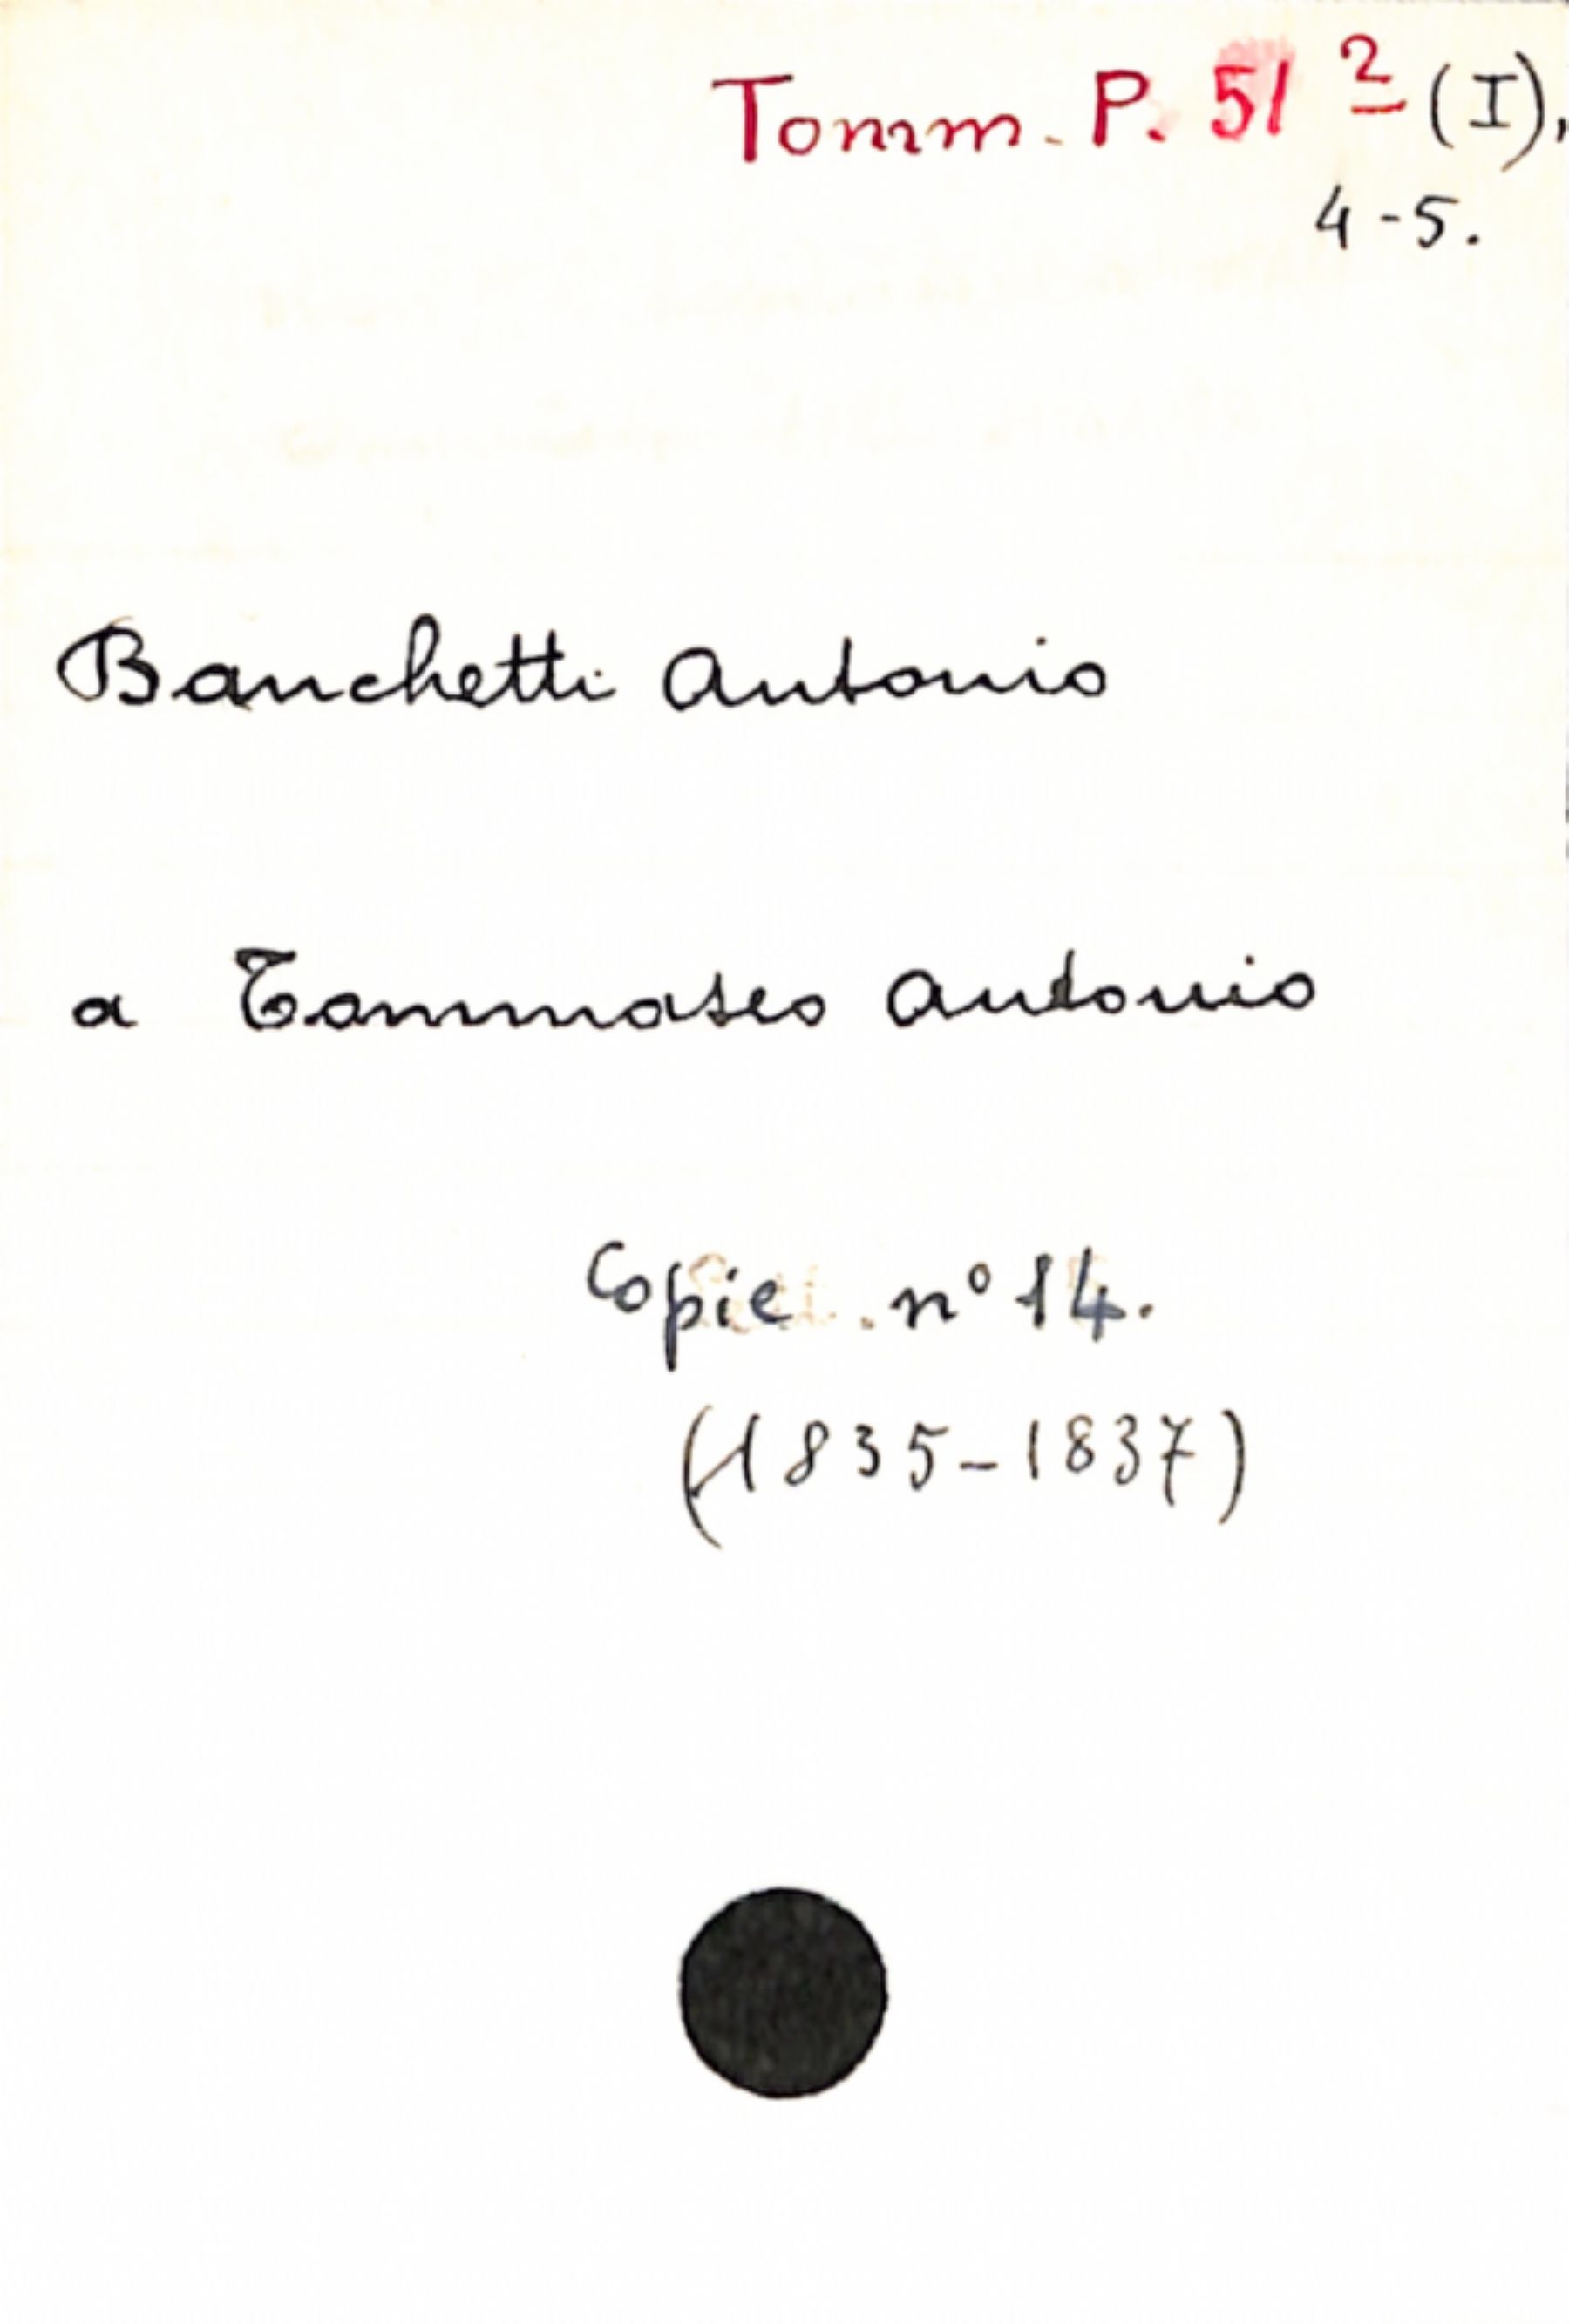 Tomm. P. 51 2 (I),
4-5.
Banchetti Antonio
a Tommaseo Antonio
Copie . n° 14.
(1835-1837)